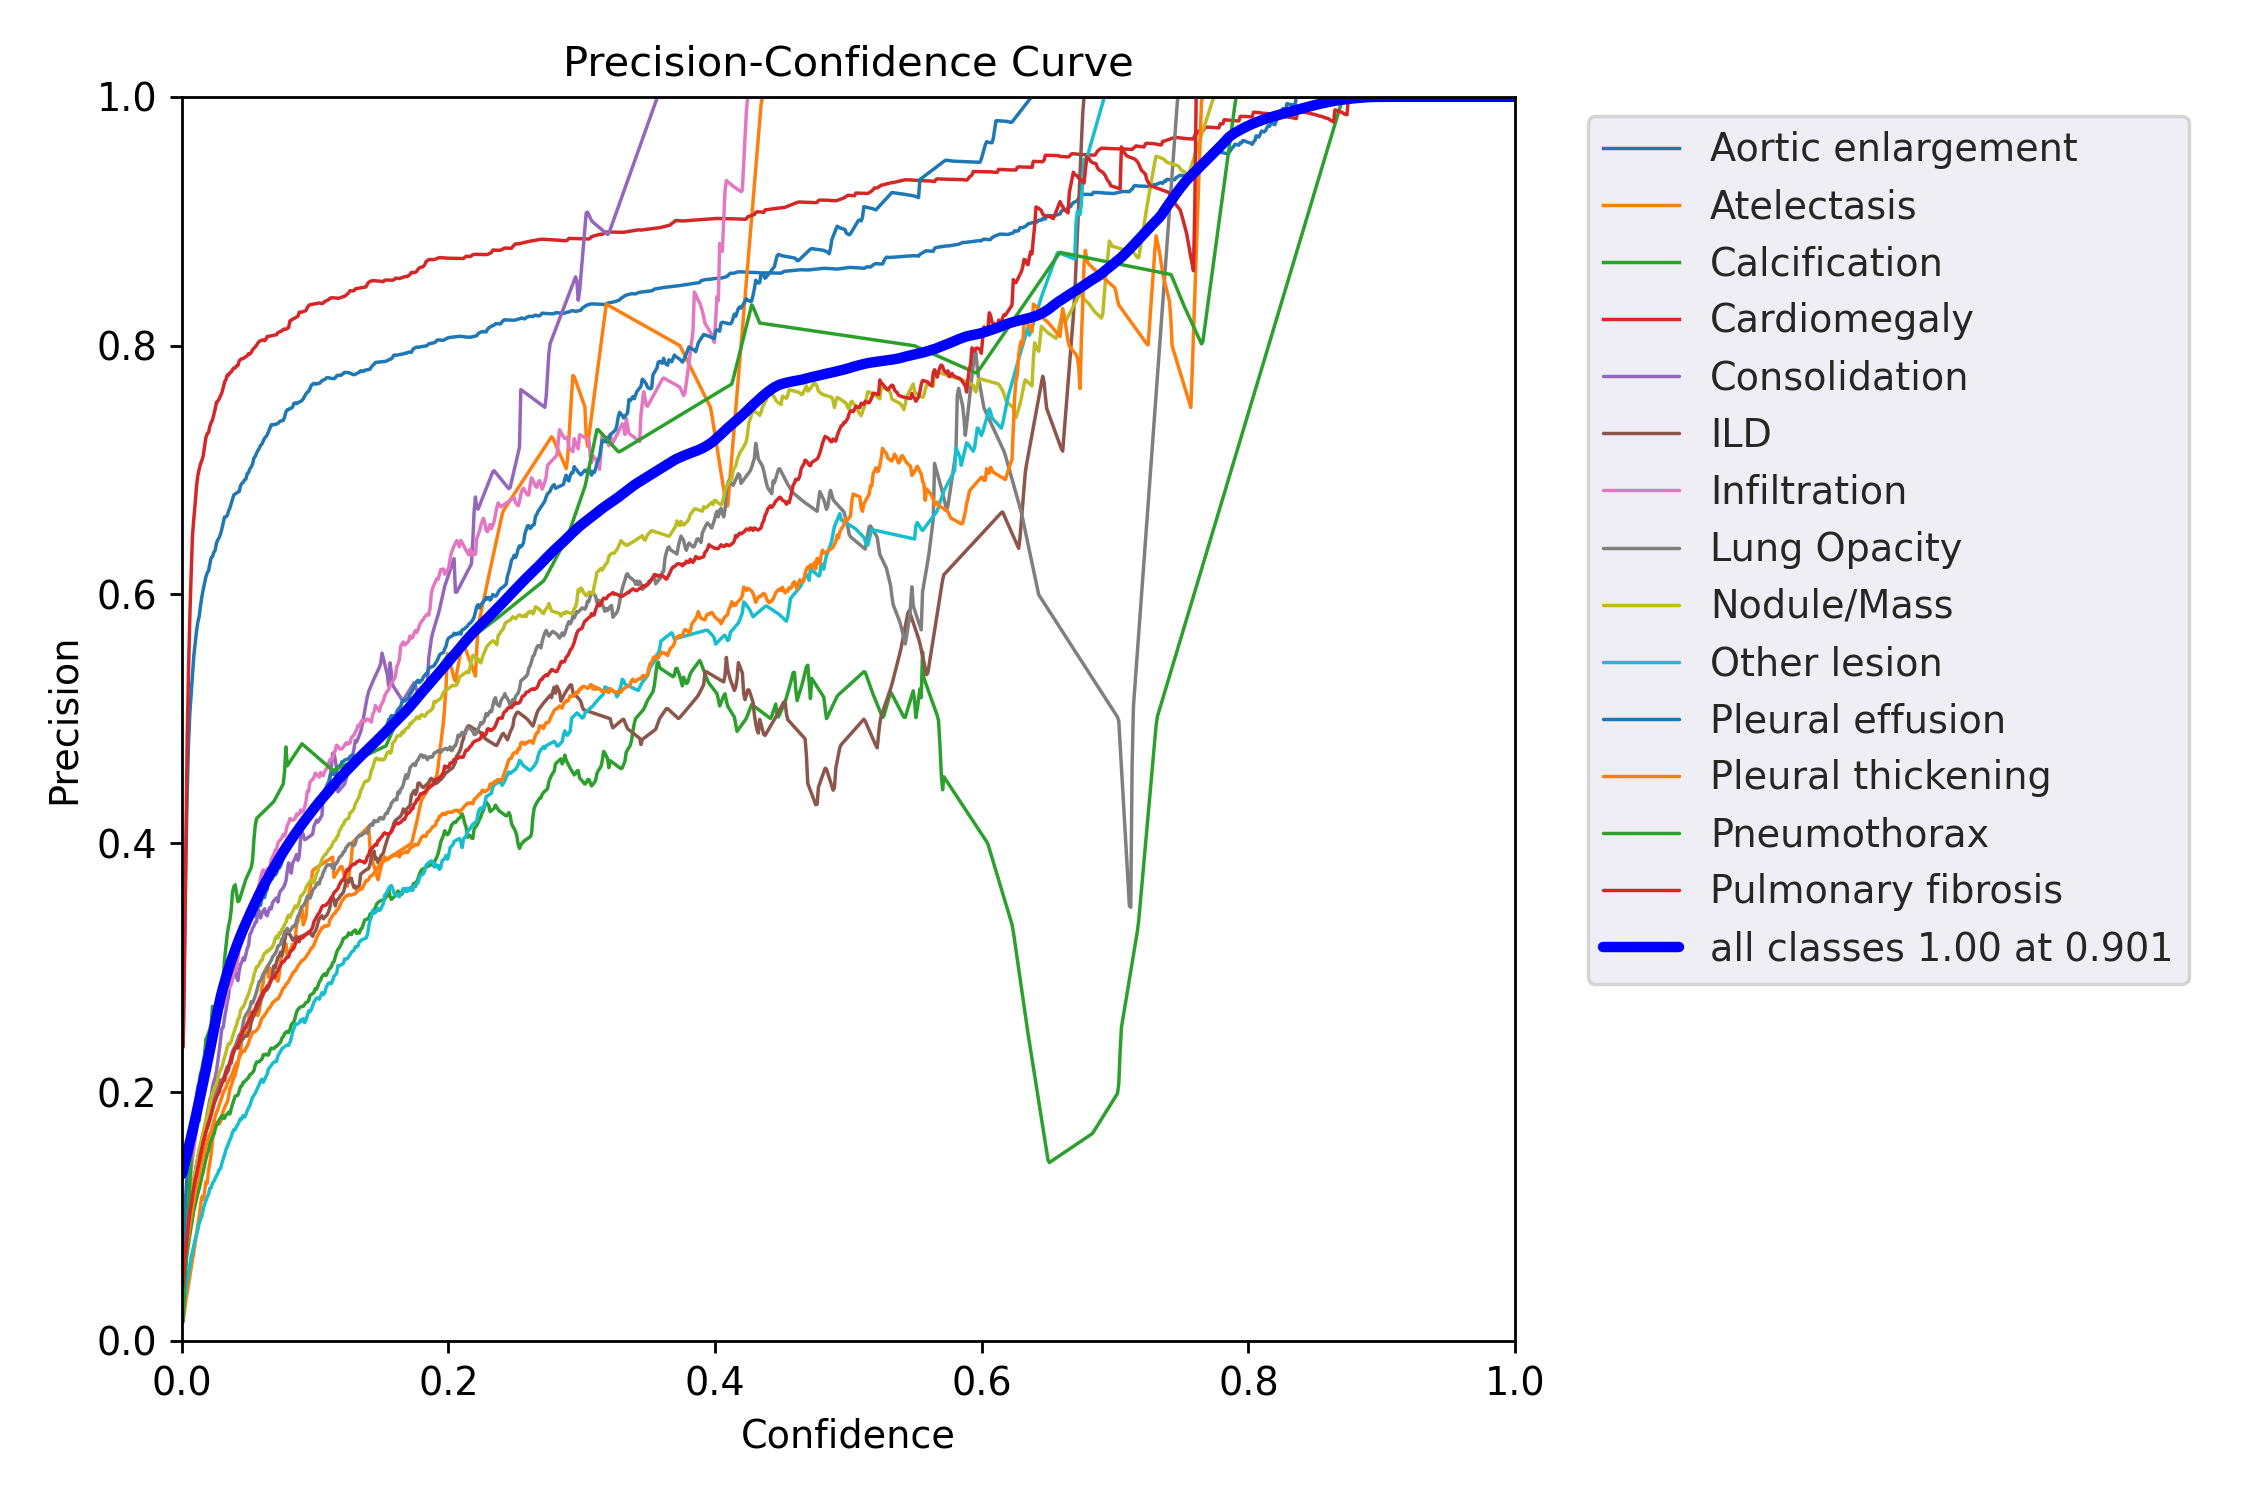 Precision-Confidence Curve
1.0
0.8
0.6
0.4
0.2
0.0
Precision
0.0 0.2 0.4 0.6 0.8 1.0
Confidence
Aortic enlargement
Atelectasis
Calcification
Cardiomegaly
Consolidation
ILD
Infiltration
Lung Opacity
Nodule/Mass
Other lesion
Pleural effusion
Pleural thickening
Pneumothorax
Pulmonary fibrosis
all classes 1.00 at 0.901